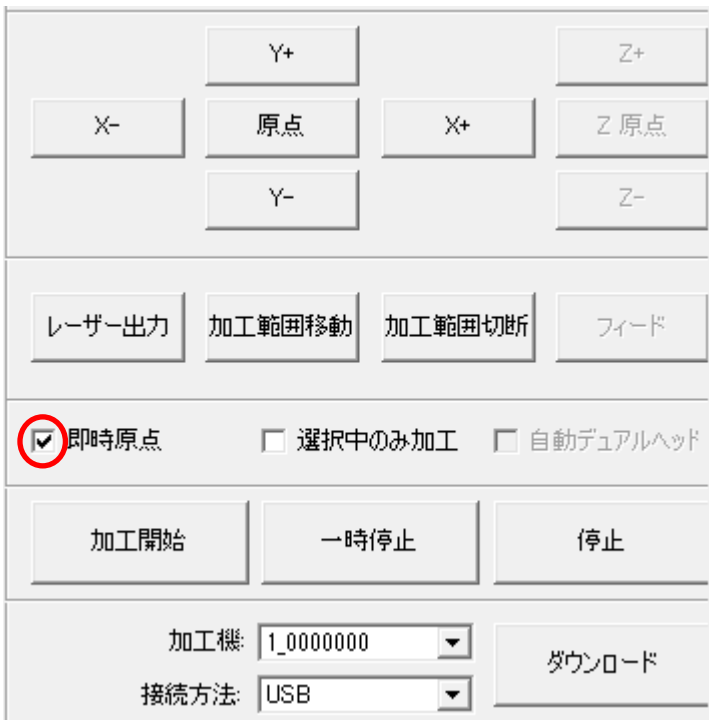 Y+ Z+
X- 原点 X+ Z 原点
Y- Z-
レーザー出力 加工範囲移動 加工範囲切断 フィード
即時原点 選択中のみ加工 自動デュアルヘッド
加工開始 一時停止 停止
加工機: 1_0000000
ダウンロード
接続方法: USB